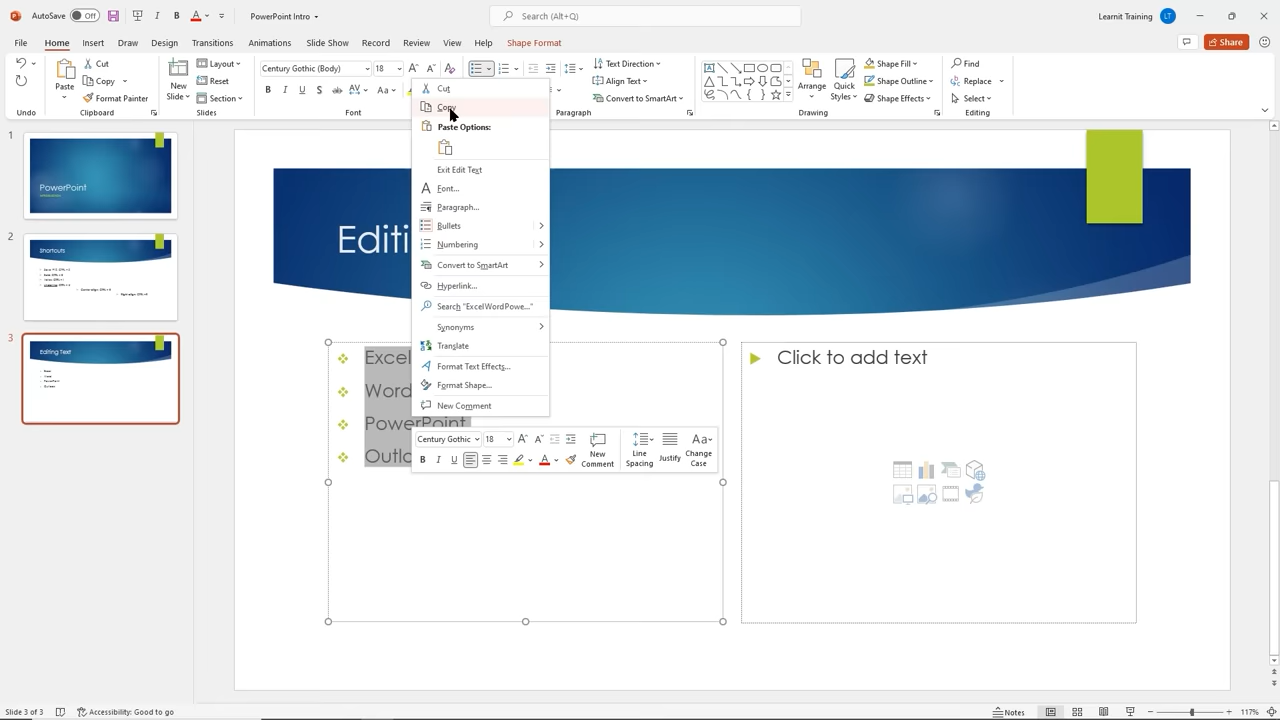 AutoSave Off PowerPoint Intro Search (Alt+Q) Learnit Training LT
File Home Insert Draw Design Transitions Animations Slide Show Record Review View Help Shape Format Share
Paste Cut Copy Format Painter
New Slide Layout Reset Section
Century Gothic (Body) 18
Text Direction Align Text Convert to SmartArt
Arrange Quick Styles Shape Fill Shape Outline Shape Effects
Find Replace Select
Undo Clipboard Slides Font Paragraph Drawing Editing
Cut
Copy
Paste Options:
Exit Edit Text
Font...
Paragraph...
Bullets
Numbering
Convert to SmartArt
Hyperlink...
Search "ExcelWordPowe..."
Synonyms
Translate
Format Text Effects...
Format Shape...
New Comment
Century Gothic 18
New Comment
Line Spacing
Justify
Change Case
1
PowerPoint
2
Shortcuts
3
Editing Text
Editi
Excel
Word
PowerPoint
Outlo
Click to add text
Slide 3 of 3 Accessibility: Good to go Notes 117%